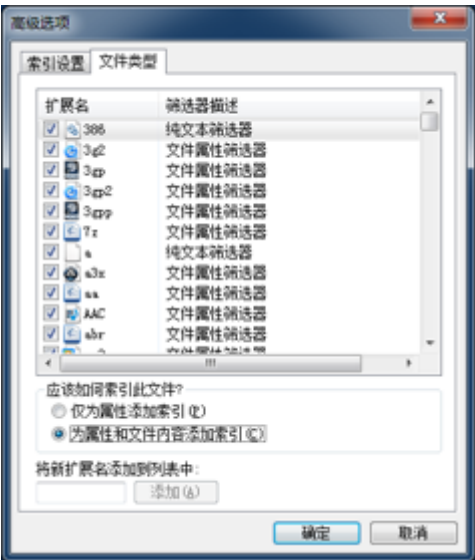 高级选项
索引设置 文件类型
扩展名 筛选器描述
386 纯文本筛选器
3g2 文件属性筛选器
3gp 文件属性筛选器
3gp2 文件属性筛选器
3gpp 文件属性筛选器
7z 文件属性筛选器
a 纯文本筛选器
a3x 文件属性筛选器
aa 文件属性筛选器
AAC 文件属性筛选器
abr 文件属性筛选器
应该如何索引此文件?
仅为属性添加索引(P)
为属性和文件内容添加索引(C)
将新扩展名添加到列表中:
添加(A)
确定 取消